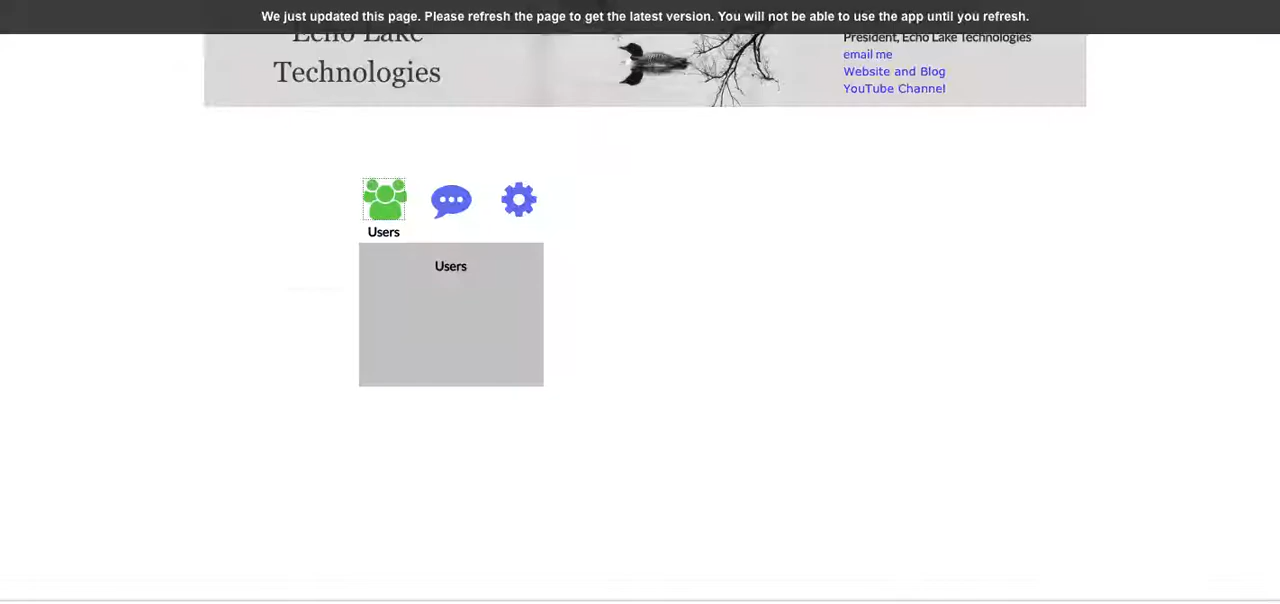 We just updated this page. Please refresh the page to get the latest version. You will not be able to use the app until you refresh.
Echo Lake
Technologies
President, Echo Lake Technologies
email me
Website and Blog
YouTube Channel
Users
Users